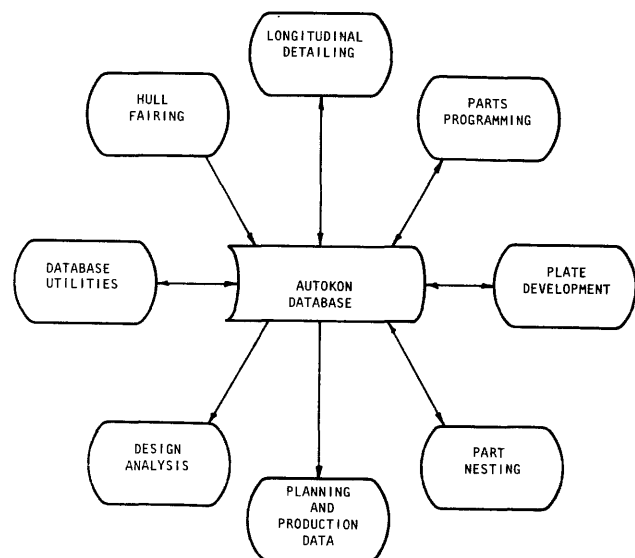 LONGITUDINAL
DETAILING
HULL
FAIRING
PARTS
PROGRAMMING
DATABASE
UTILITIES
AUTOKON
DATABASE
PLATE
DEVELOPMENT
DESIGN
ANALYSIS
PART
NESTING
PLANNING
AND
PRODUCTION
DATA